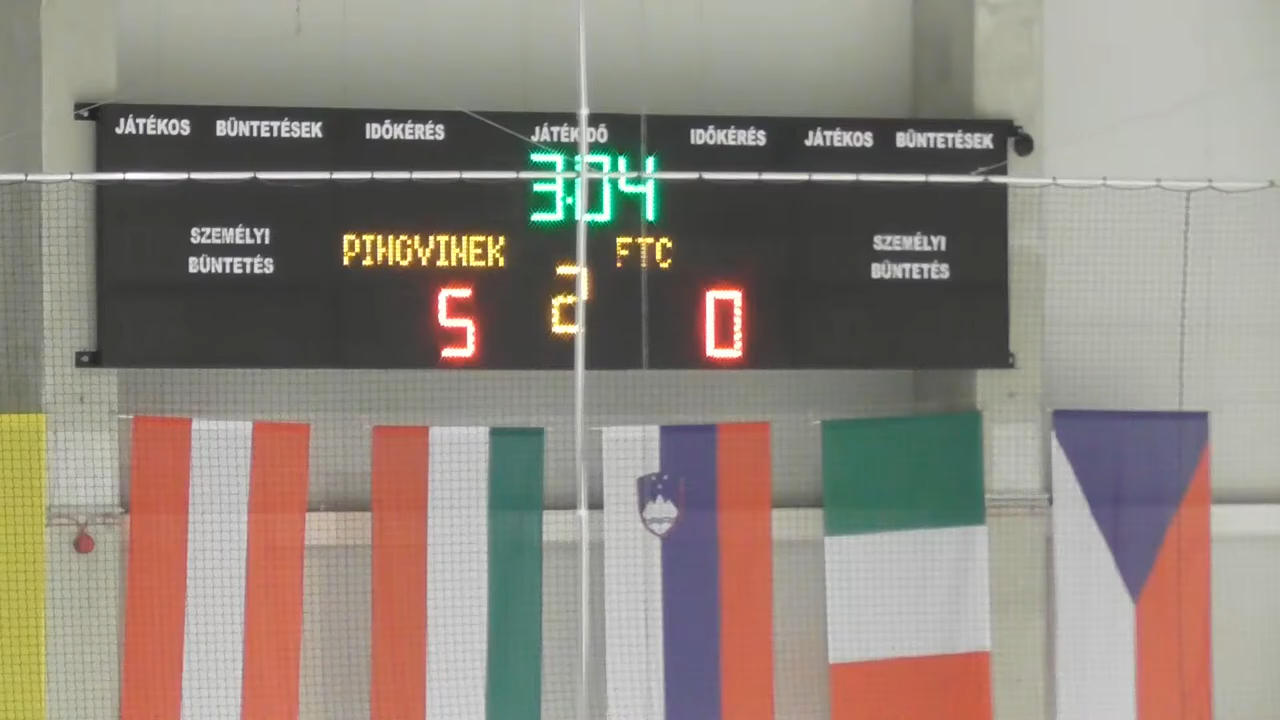 JÁTÉKOS BÜNTETÉSEK IDŐKÉRÉS JÁTÉKIDŐ IDŐKÉRÉS JÁTÉKOS BÜNTETÉSEK
3:04
SZEMÉLYI
BÜNTETÉS
PINGVINEK FTC
5 2 0
SZEMÉLYI
BÜNTETÉS